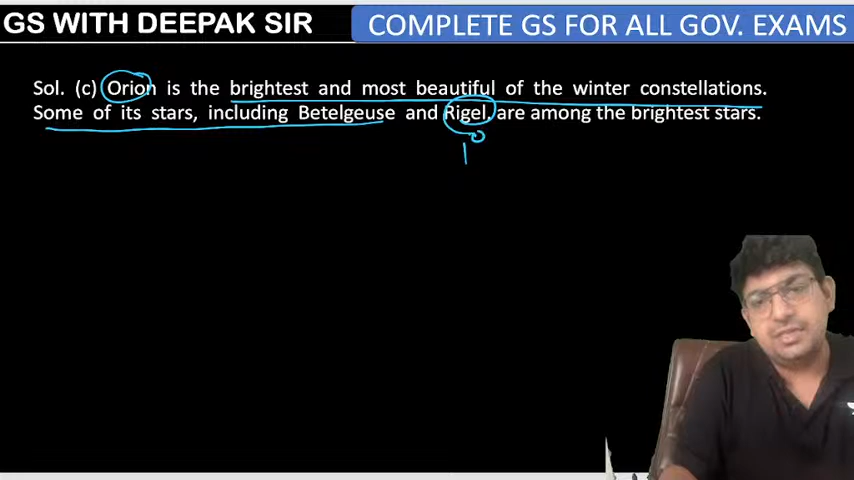 GS WITH DEEPAK SIR
COMPLETE GS FOR ALL GOV. EXAMS
Sol. (c) Orion is the brightest and most beautiful of the winter constellations.
Some of its stars, including Betelgeuse and Rigel, are among the brightest stars.